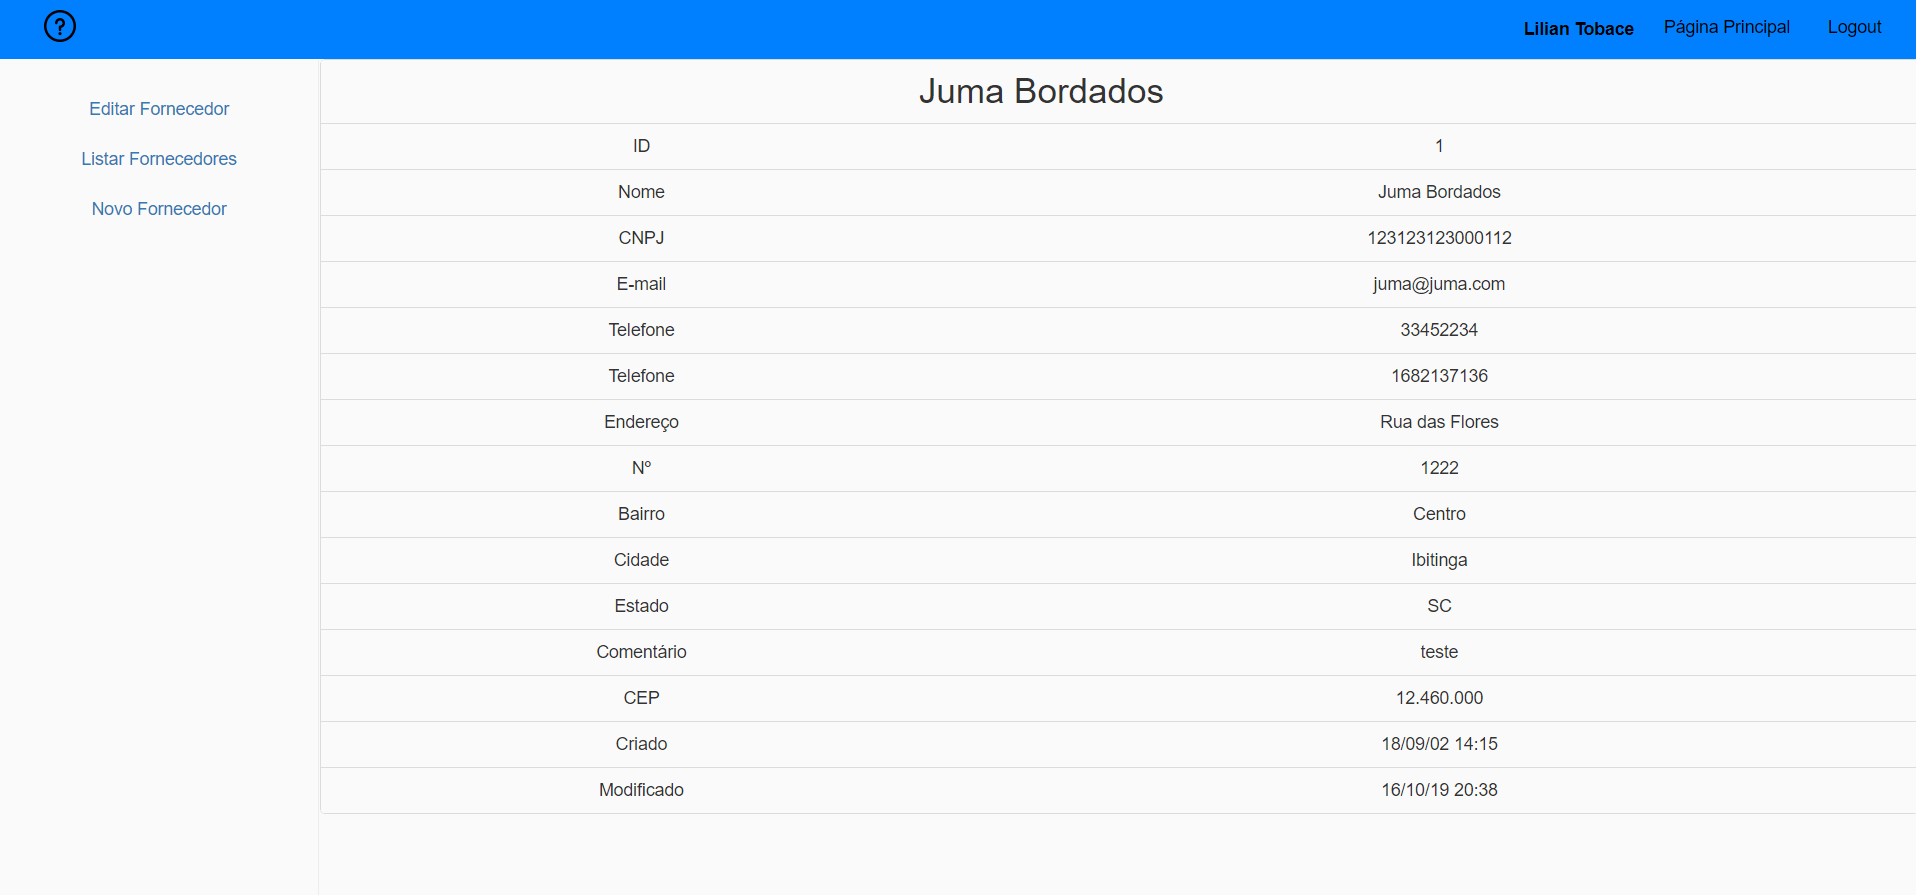 ?
Lilian Tobace Página Principal Logout
Editar Fornecedor
Listar Fornecedores
Novo Fornecedor
Juma Bordados
ID 1
Nome Juma Bordados
CNPJ 123123123000112
E-mail juma@juma.com
Telefone 33452234
Telefone 1682137136
Endereço Rua das Flores
Nº 1222
Bairro Centro
Cidade Ibitinga
Estado SC
Comentário teste
CEP 12.460.000
Criado 18/09/02 14:15
Modificado 16/10/19 20:38